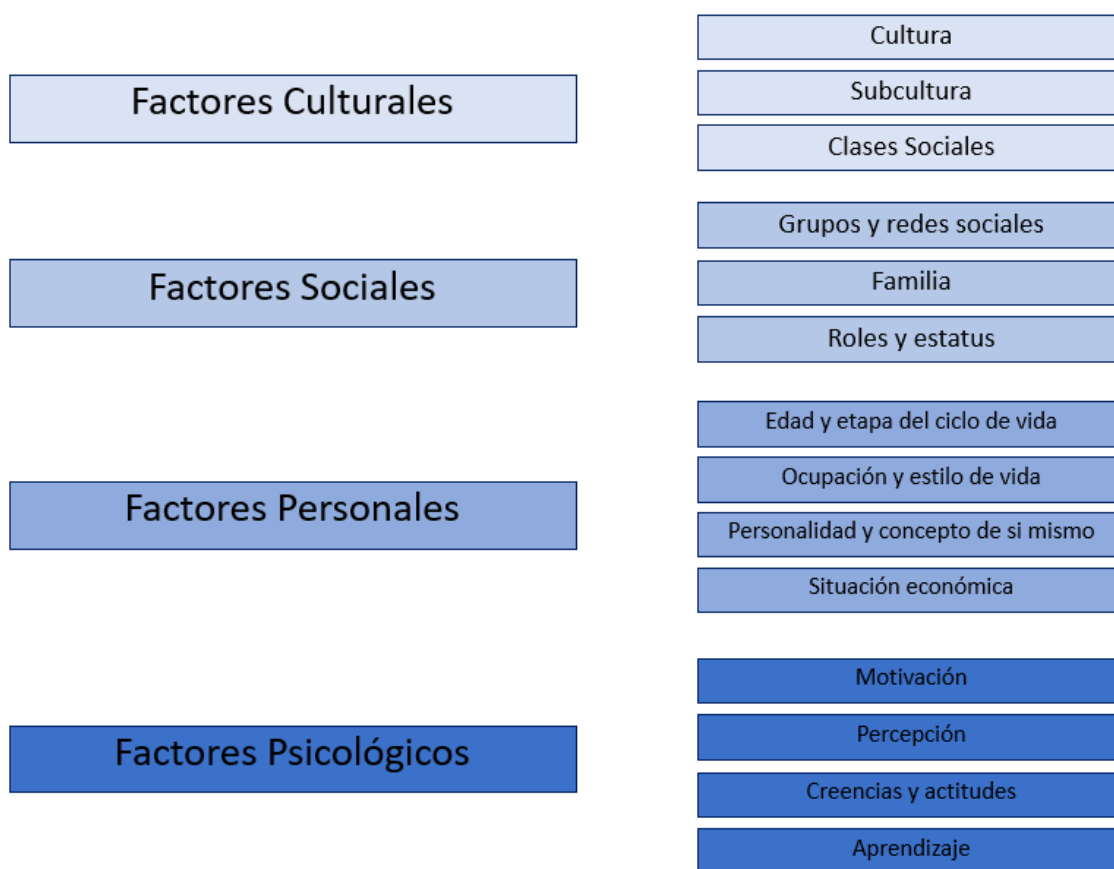 Factores Culturales
Cultura
Subcultura
Clases Sociales
Factores Sociales
Grupos y redes sociales
Familia
Roles y estatus
Factores Personales
Edad y etapa del ciclo de vida
Ocupación y estilo de vida
Personalidad y concepto de si mismo
Situación económica
Factores Psicológicos
Motivación
Percepción
Creencias y actitudes
Aprendizaje